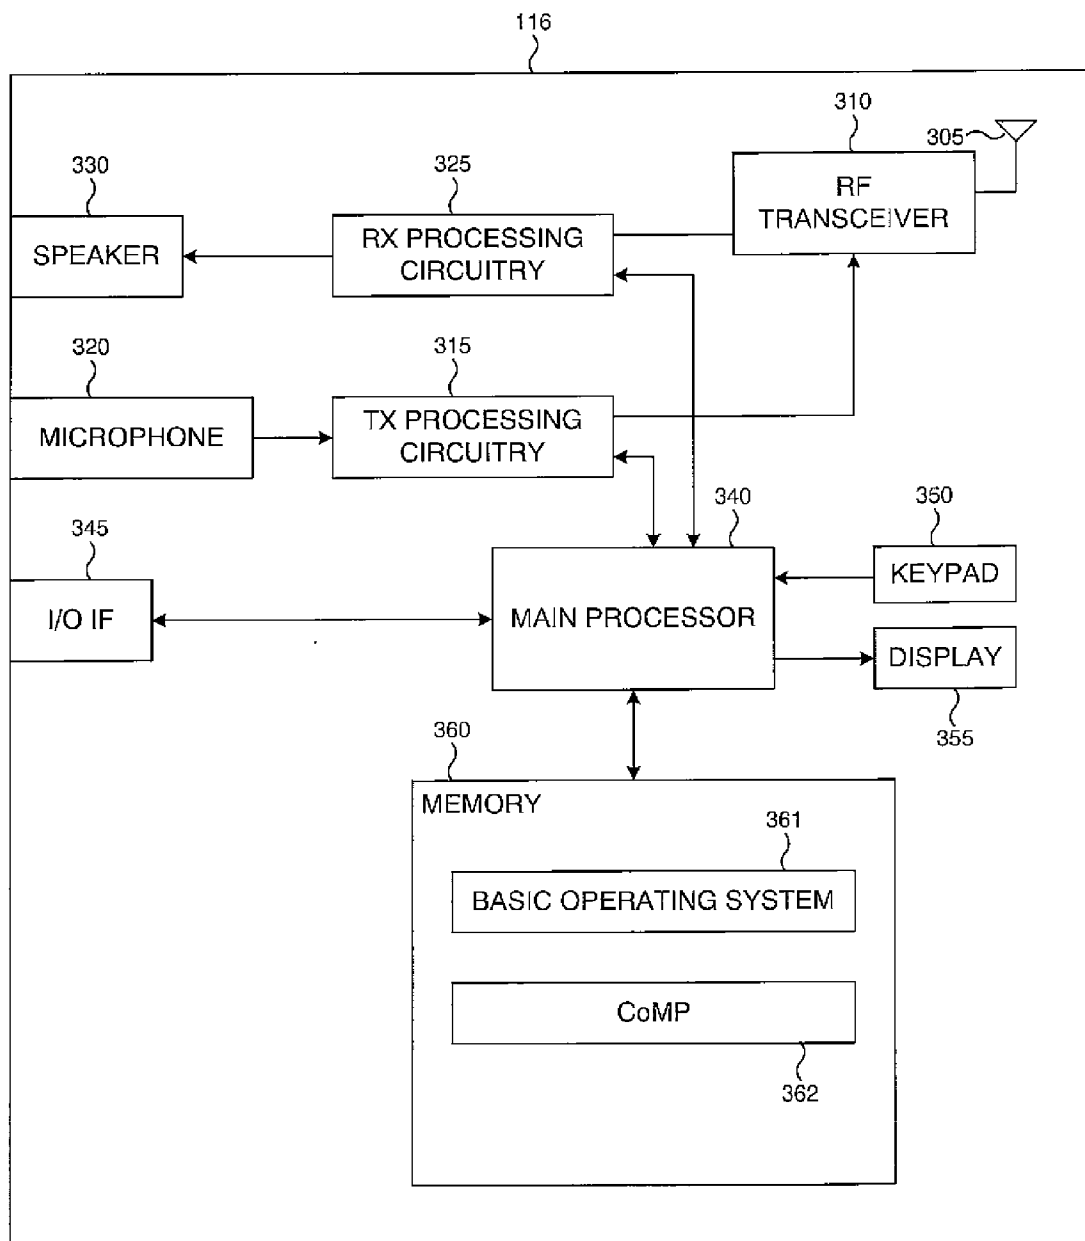 116
310
305
330
325
RF
TRANSCEIVER
SPEAKER
RX PROCESSING
CIRCUITRY
320
315
MICROPHONE
TX PROCESSING
CIRCUITRY
345
340
350
I/O IF
MAIN PROCESSOR
KEYPAD
DISPLAY
355
360
MEMORY
361
BASIC OPERATING SYSTEM
CoMP
362